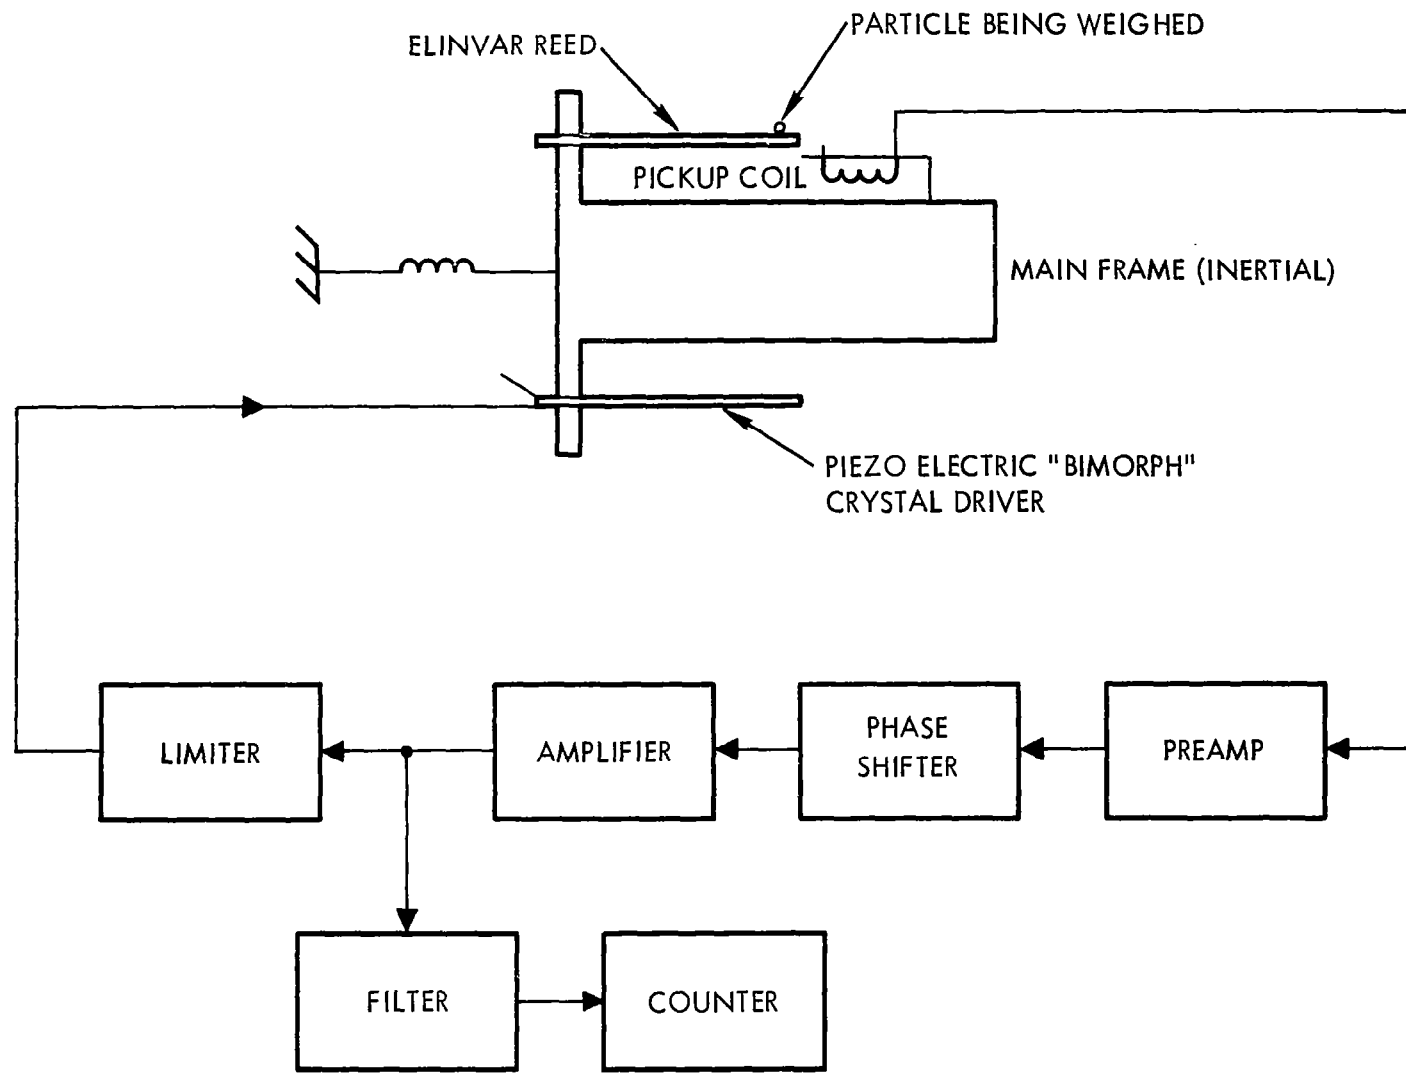 PARTICLE BEING WEIGHED
ELINVAR REED
PICKUP COIL
MAIN FRAME (INERTIAL)
PIEZO ELECTRIC "BIMORPH"
CRYSTAL DRIVER
LIMITER
AMPLIFIER
PHASE
SHIFTER
PREAMP
FILTER
COUNTER